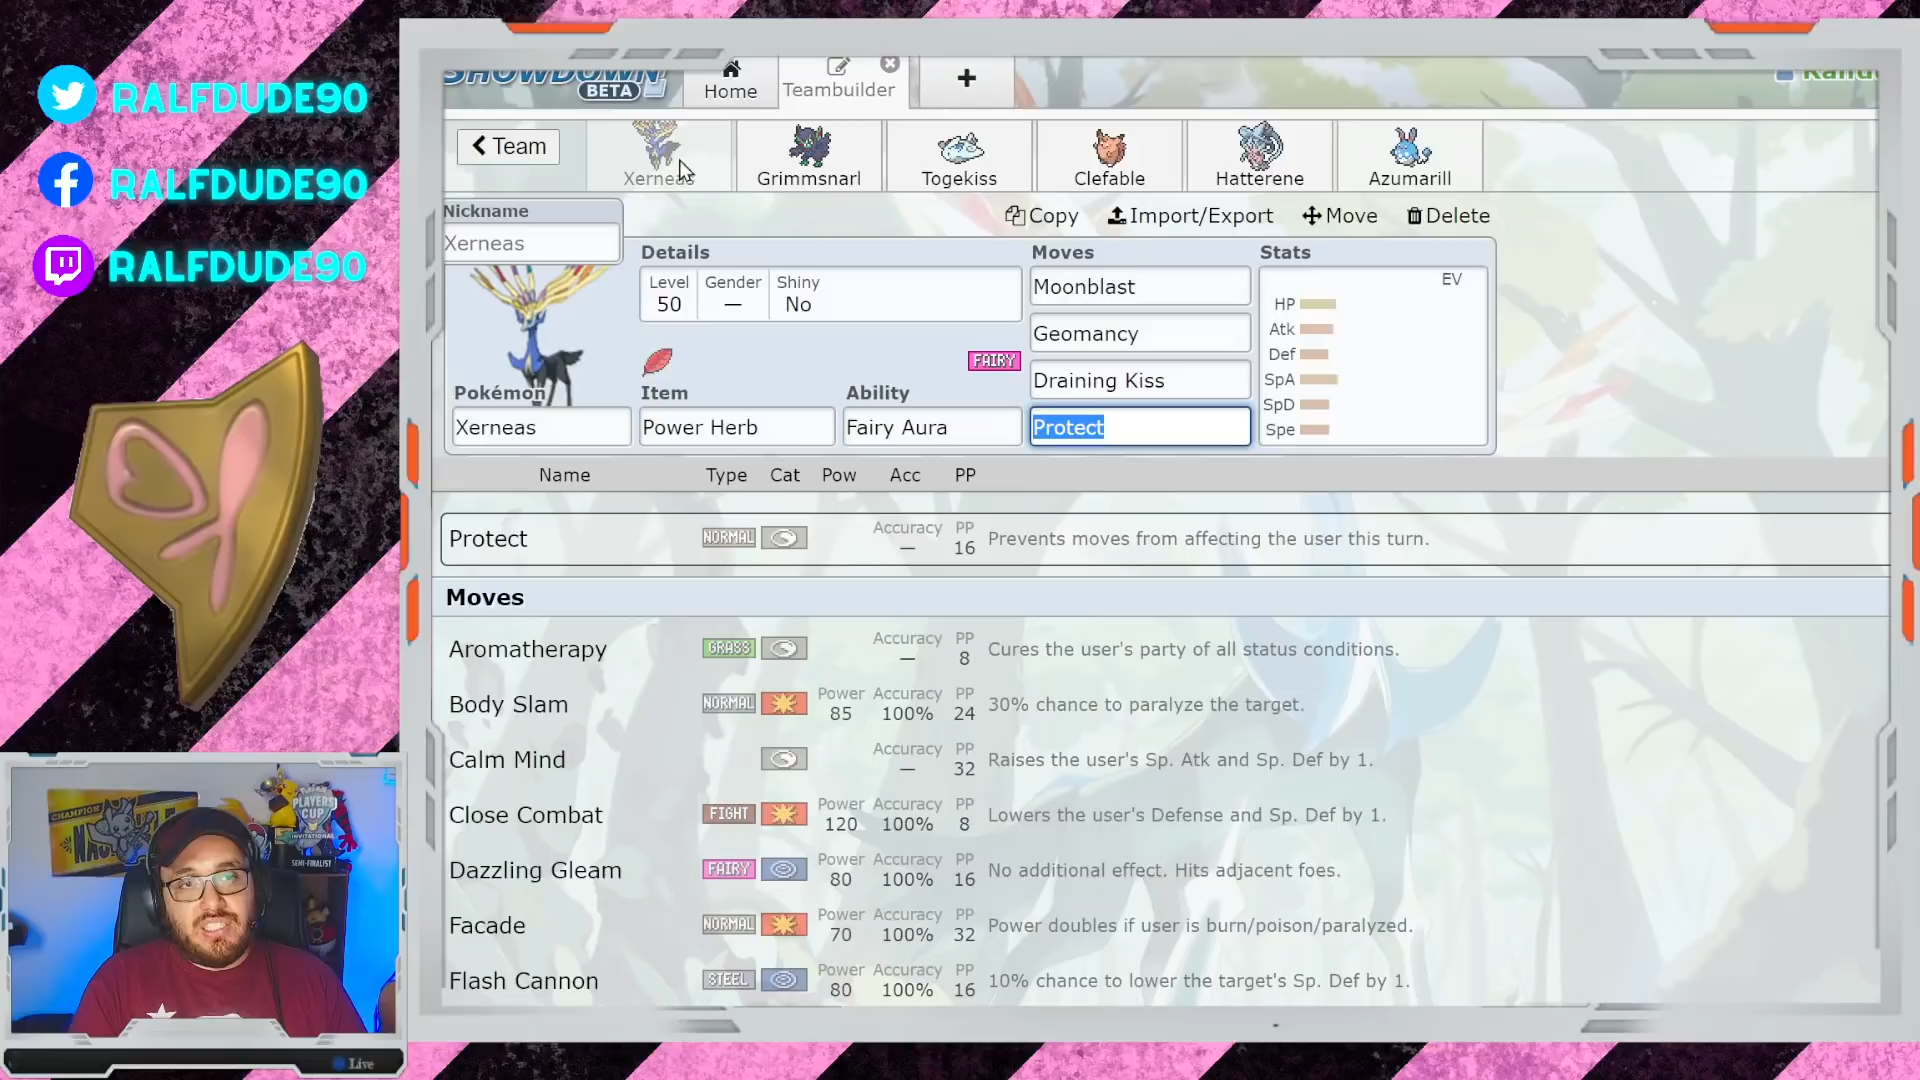 RALFDUDE90
RALFDUDE90
RALFDUDE90
SHOWDOWN
BETA
Home
Teambuilder
+
Team
Xerneas
Grimmsnarl
Togekiss
Clefable
Hatterene
Azumarill
Copy
Import/Export
Move
Delete
Nickname
Xerneas
Details
Level
50
Gender
—
Shiny
No
FAIRY
Pokémon
Xerneas
Item
Power Herb
Ability
Fairy Aura
Moves
Moonblast
Geomancy
Draining Kiss
Protect
Stats
EV
HP
Atk
Def
SpA
SpD
Spe
Name Type Cat Pow Acc PP
Protect NORMAL Accuracy — PP 16 Prevents moves from affecting the user this turn.
Moves
Aromatherapy GRASS Accuracy — PP 8 Cures the user's party of all status conditions.
Body Slam NORMAL Power 85 Accuracy 100% PP 24 30% chance to paralyze the target.
Calm Mind Accuracy — PP 32 Raises the user's Sp. Atk and Sp. Def by 1.
Close Combat FIGHT Power 120 Accuracy 100% PP 8 Lowers the user's Defense and Sp. Def by 1.
Dazzling Gleam FAIRY Power 80 Accuracy 100% PP 16 No additional effect. Hits adjacent foes.
Facade NORMAL Power 70 Accuracy 100% PP 32 Power doubles if user is burn/poison/paralyzed.
Flash Cannon STEEL Power 80 Accuracy 100% PP 16 10% chance to lower the target's Sp. Def by 1.
CHAMPION
PLAYERS
CUP
INVITATIONAL
SEMI-FINALIST
Live